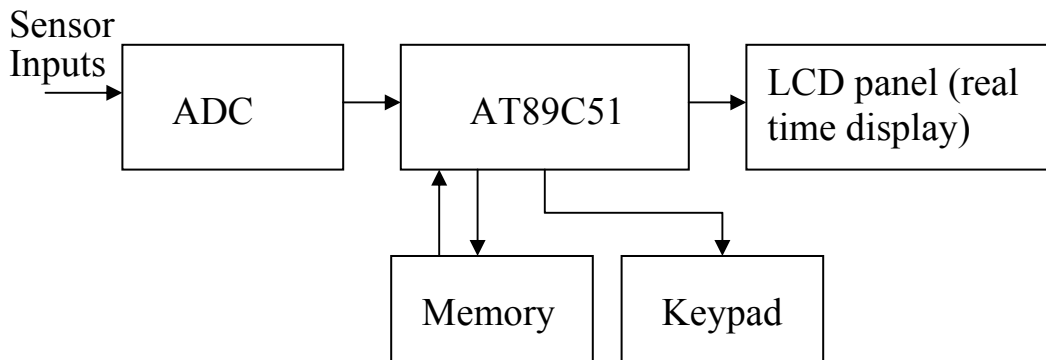 Sensor
Inputs
ADC
AT89C51
LCD panel (real
time display)
Memory
Keypad